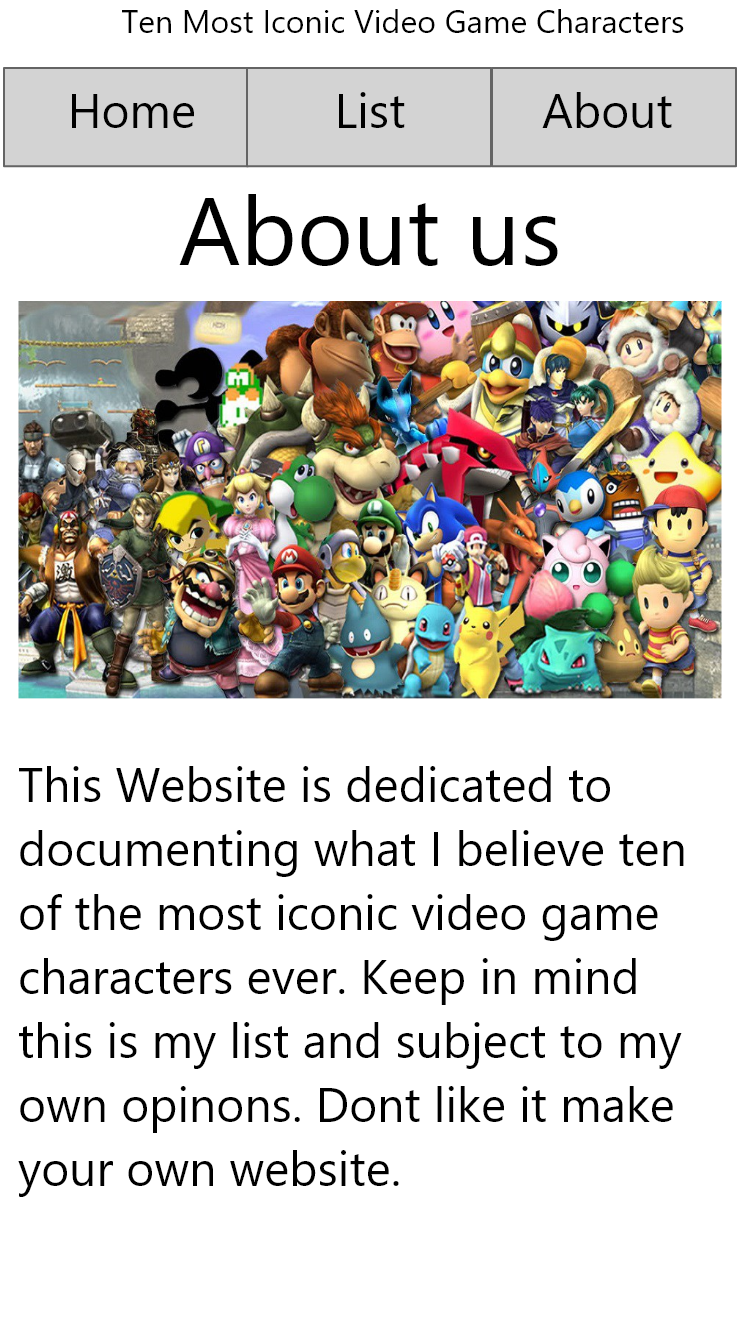 Ten Most Iconic Video Game Characters
Home
List
About
About us
This Website is dedicated to
documenting what I believe ten
of the most iconic video game
characters ever. Keep in mind
this is my list and subject to my
own opinons. Dont like it make
your own website.